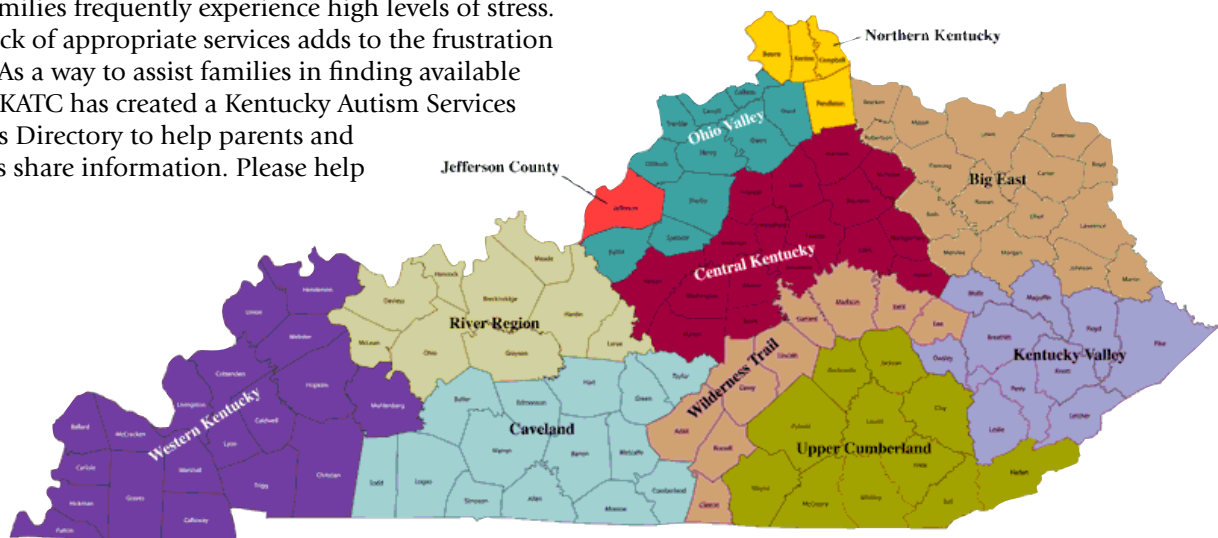 milies frequently experience high levels of stress.
ck of appropriate services adds to the frustration
As a way to assist families in finding available
KATC has created a Kentucky Autism Services
s Directory to help parents and
s share information. Please help
Northern Kentucky
Boone
Kenton
Campbell
Pendleton
Ohio Valley
Henry
Owen
Shelby
Spencer
Bullitt
Jefferson County
Jefferson
Big East
Bracken
Mason
Lewis
Greenup
Robertson
Fleming
Carter
Boyd
Rowan
Bath
Elliot
Lawrence
Menifee
Morgan
Johnson
Martin
Central Kentucky
Washington
River Region
Hancock
Meade
Daviess
Breckinridge
Hardin
McLean
Ohio
Grayson
Larue
Western Kentucky
Henderson
Union
Webster
Crittenden
Hopkins
Muhlenberg
Livingston
Caldwell
Ballard
McCracken
Lyon
Carlisle
Marshall
Trigg
Christian
Hickman
Graves
Calloway
Fulton
Caveland
Hart
Taylor
Butler
Edmonson
Green
Warren
Barren
Metcalfe
Todd
Logan
Simpson
Allen
Monroe
Cumberland
Wilderness Trail
Madison
Estill
Garrard
Lee
Lincoln
Casey
Adair
Russell
Clinton
Upper Cumberland
Rockcastle
Jackson
Clay
Pulaski
Laurel
Knox
Wayne
McCreary
Whitley
Bell
Harlan
Kentucky Valley
Wolfe
Magoffin
Breathitt
Floyd
Pike
Owsley
Knott
Perry
Leslie
Letcher